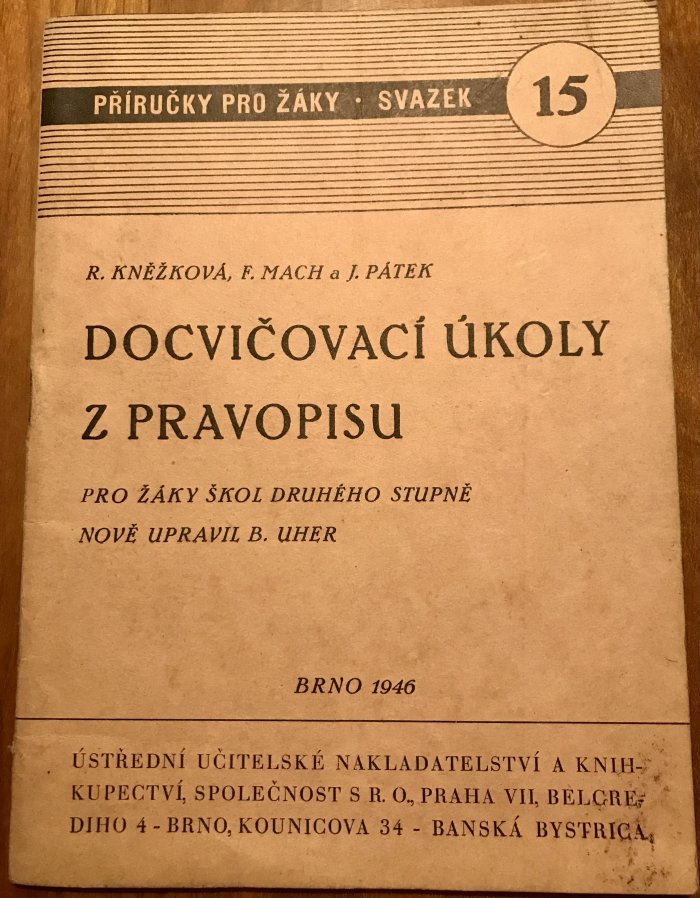 PŘÍRUČKY PRO ŽÁKY · SVAZEK 15
R. KNĚŽKOVÁ, F. MACH a J. PÁTEK
DOCVIČOVACÍ ÚKOLY
Z PRAVOPISU
PRO ŽÁKY ŠKOL DRUHÉHO STUPNĚ
NOVĚ UPRAVIL B. UHER
BRNO 1946
ÚSTŘEDNÍ UČITELSKÉ NAKLADATELSTVÍ A KNIH-
KUPECTVÍ, SPOLEČNOST S R. O., PRAHA VII, BELCRE-
DIHO 4 - BRNO, KOUNICOVA 34 - BANSKÁ BYSTRICA.